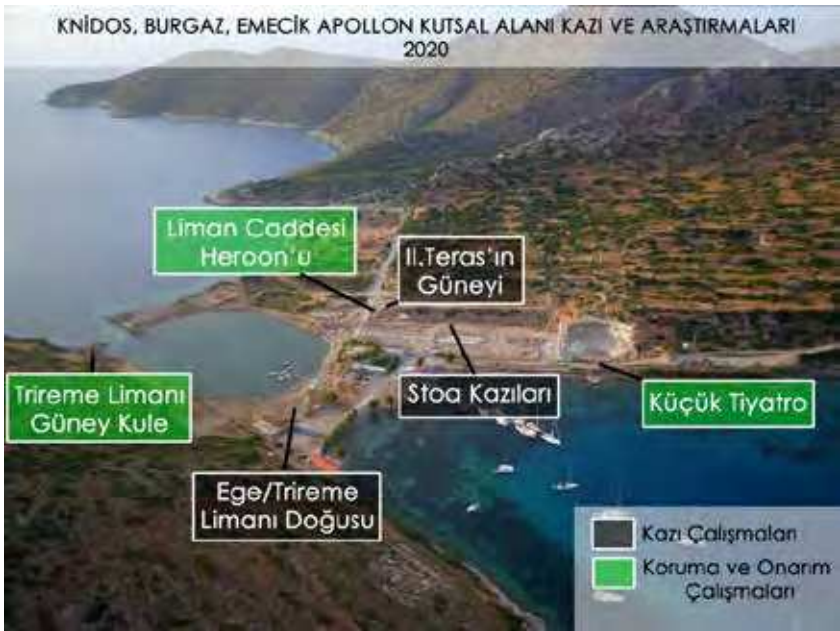 KNİDOS, BURGAZ, EMECİK APOLLON KUTSAL ALANI KAZI VE ARAŞTIRMALARI
2020
Liman Caddesi
Heroon'u
II.Teras'ın
Güneyi
Trireme Limanı
Güney Kule
Stoa Kazıları
Küçük Tiyatro
Ege/Trireme
Limanı Doğusu
Kazı Çalışmaları
Koruma ve Onarım
Çalışmaları